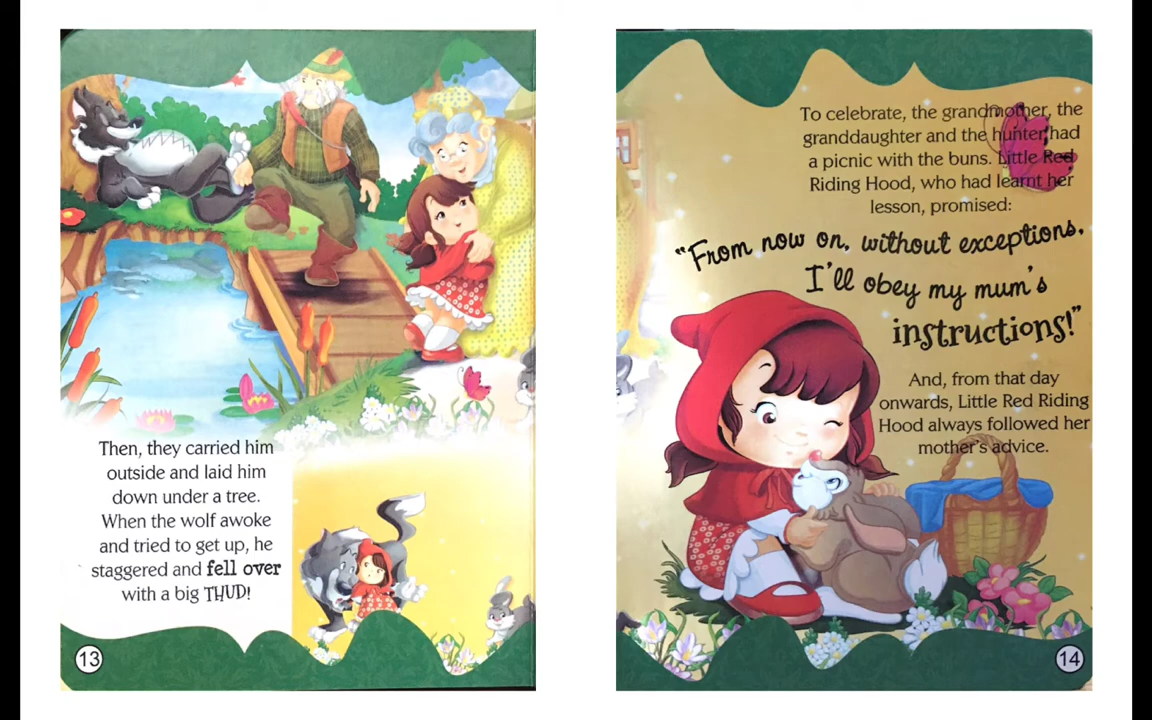 Then, they carried him
outside and laid him
down under a tree.
When the wolf awoke
and tried to get up, he
staggered and fell over
with a big THUD!
13
To celebrate, the grandmother, the
granddaughter and the hunter had
a picnic with the buns. Little Red
Riding Hood, who had learnt her
lesson, promised:
"From now on, without exceptions,
I'll obey my mum's
instructions!"
And, from that day
onwards, Little Red Riding
Hood always followed her
mother's advice.
14